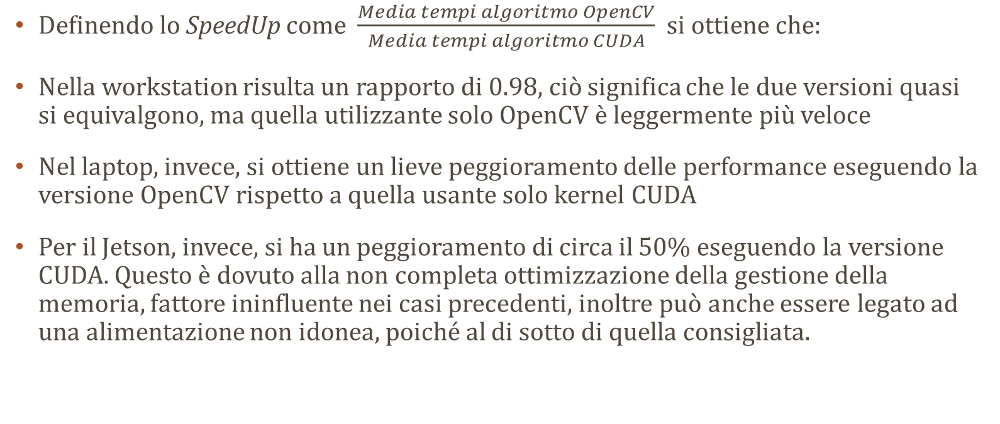 • Definendo lo SpeedUp come Media tempi algoritmo OpenCV / Media tempi algoritmo CUDA si ottiene che:
• Nella workstation risulta un rapporto di 0.98, ciò significa che le due versioni quasi
si equivalgono, ma quella utilizzante solo OpenCV è leggermente più veloce
• Nel laptop, invece, si ottiene un lieve peggioramento delle performance eseguendo la
versione OpenCV rispetto a quella usante solo kernel CUDA
• Per il Jetson, invece, si ha un peggioramento di circa il 50% eseguendo la versione
CUDA. Questo è dovuto alla non completa ottimizzazione della gestione della
memoria, fattore ininfluente nei casi precedenti, inoltre può anche essere legato ad
una alimentazione non idonea, poiché al di sotto di quella consigliata.